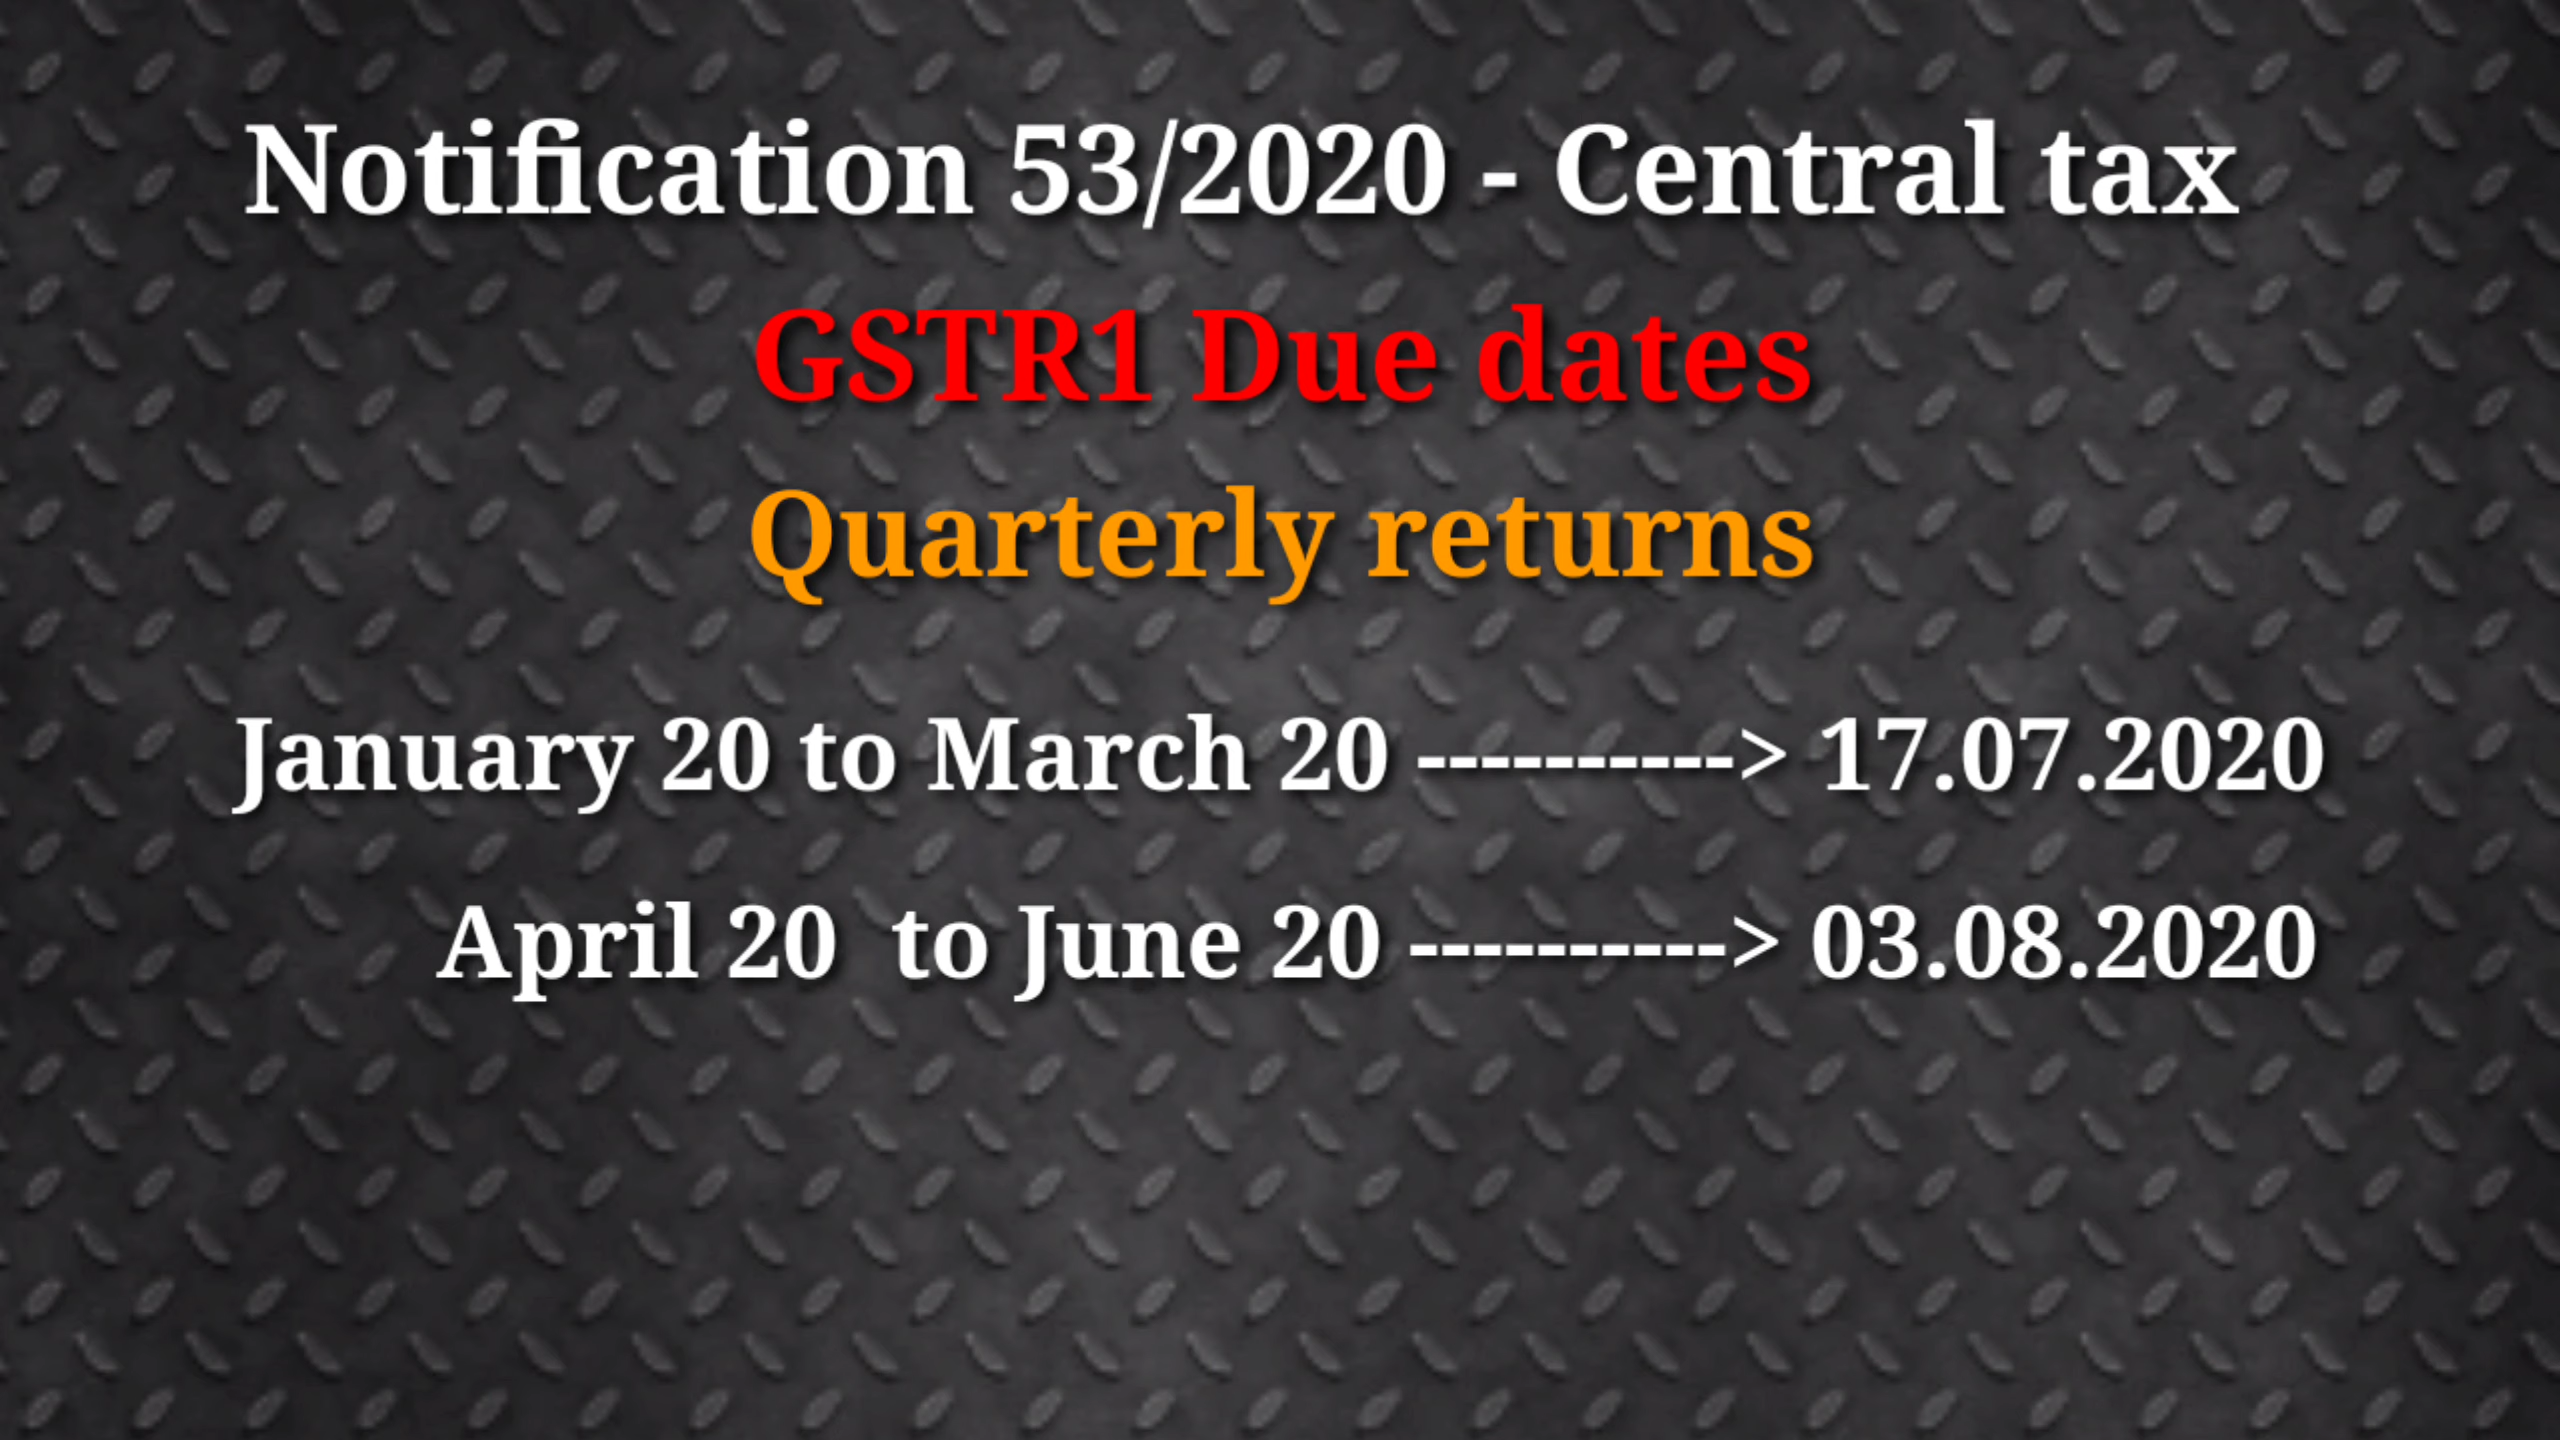 Notification 53/2020 - Central tax
GSTR1 Due dates
Quarterly returns
January 20 to March 20 ----------> 17.07.2020
April 20  to June 20 ----------> 03.08.2020